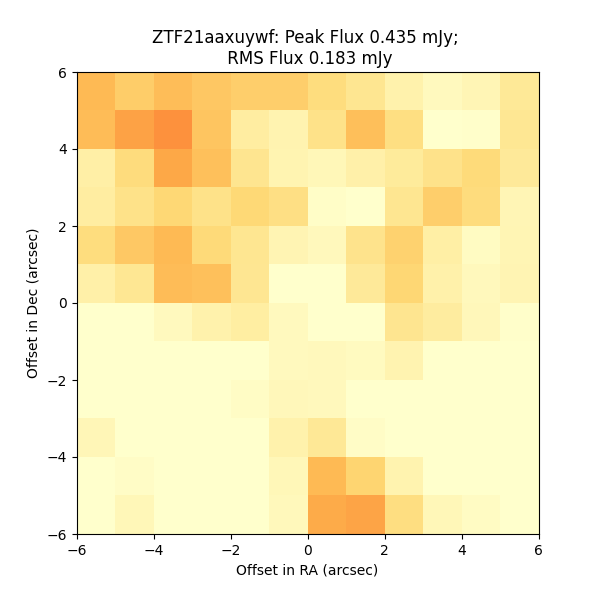 ZTF21aaxuywf: Peak Flux 0.435 mJy;
RMS Flux 0.183 mJy
6
4
2
0
−2
−4
−6
Offset in Dec (arcsec)
−6 −4 −2 0 2 4 6
Offset in RA (arcsec)